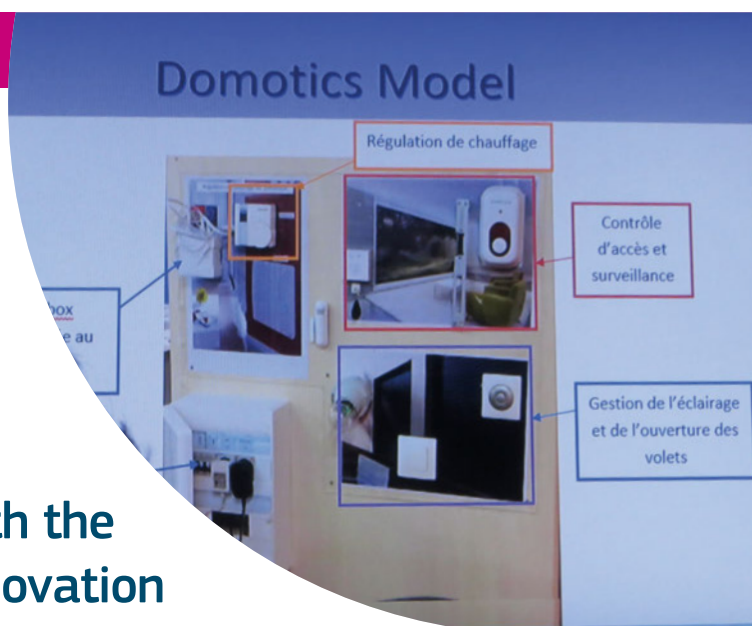 Domotics Model
Régulation de chauffage
Contrôle
d'accès et
surveillance
box
e au
Gestion de l'éclairage
et de l'ouverture des
volets
th the
ovation